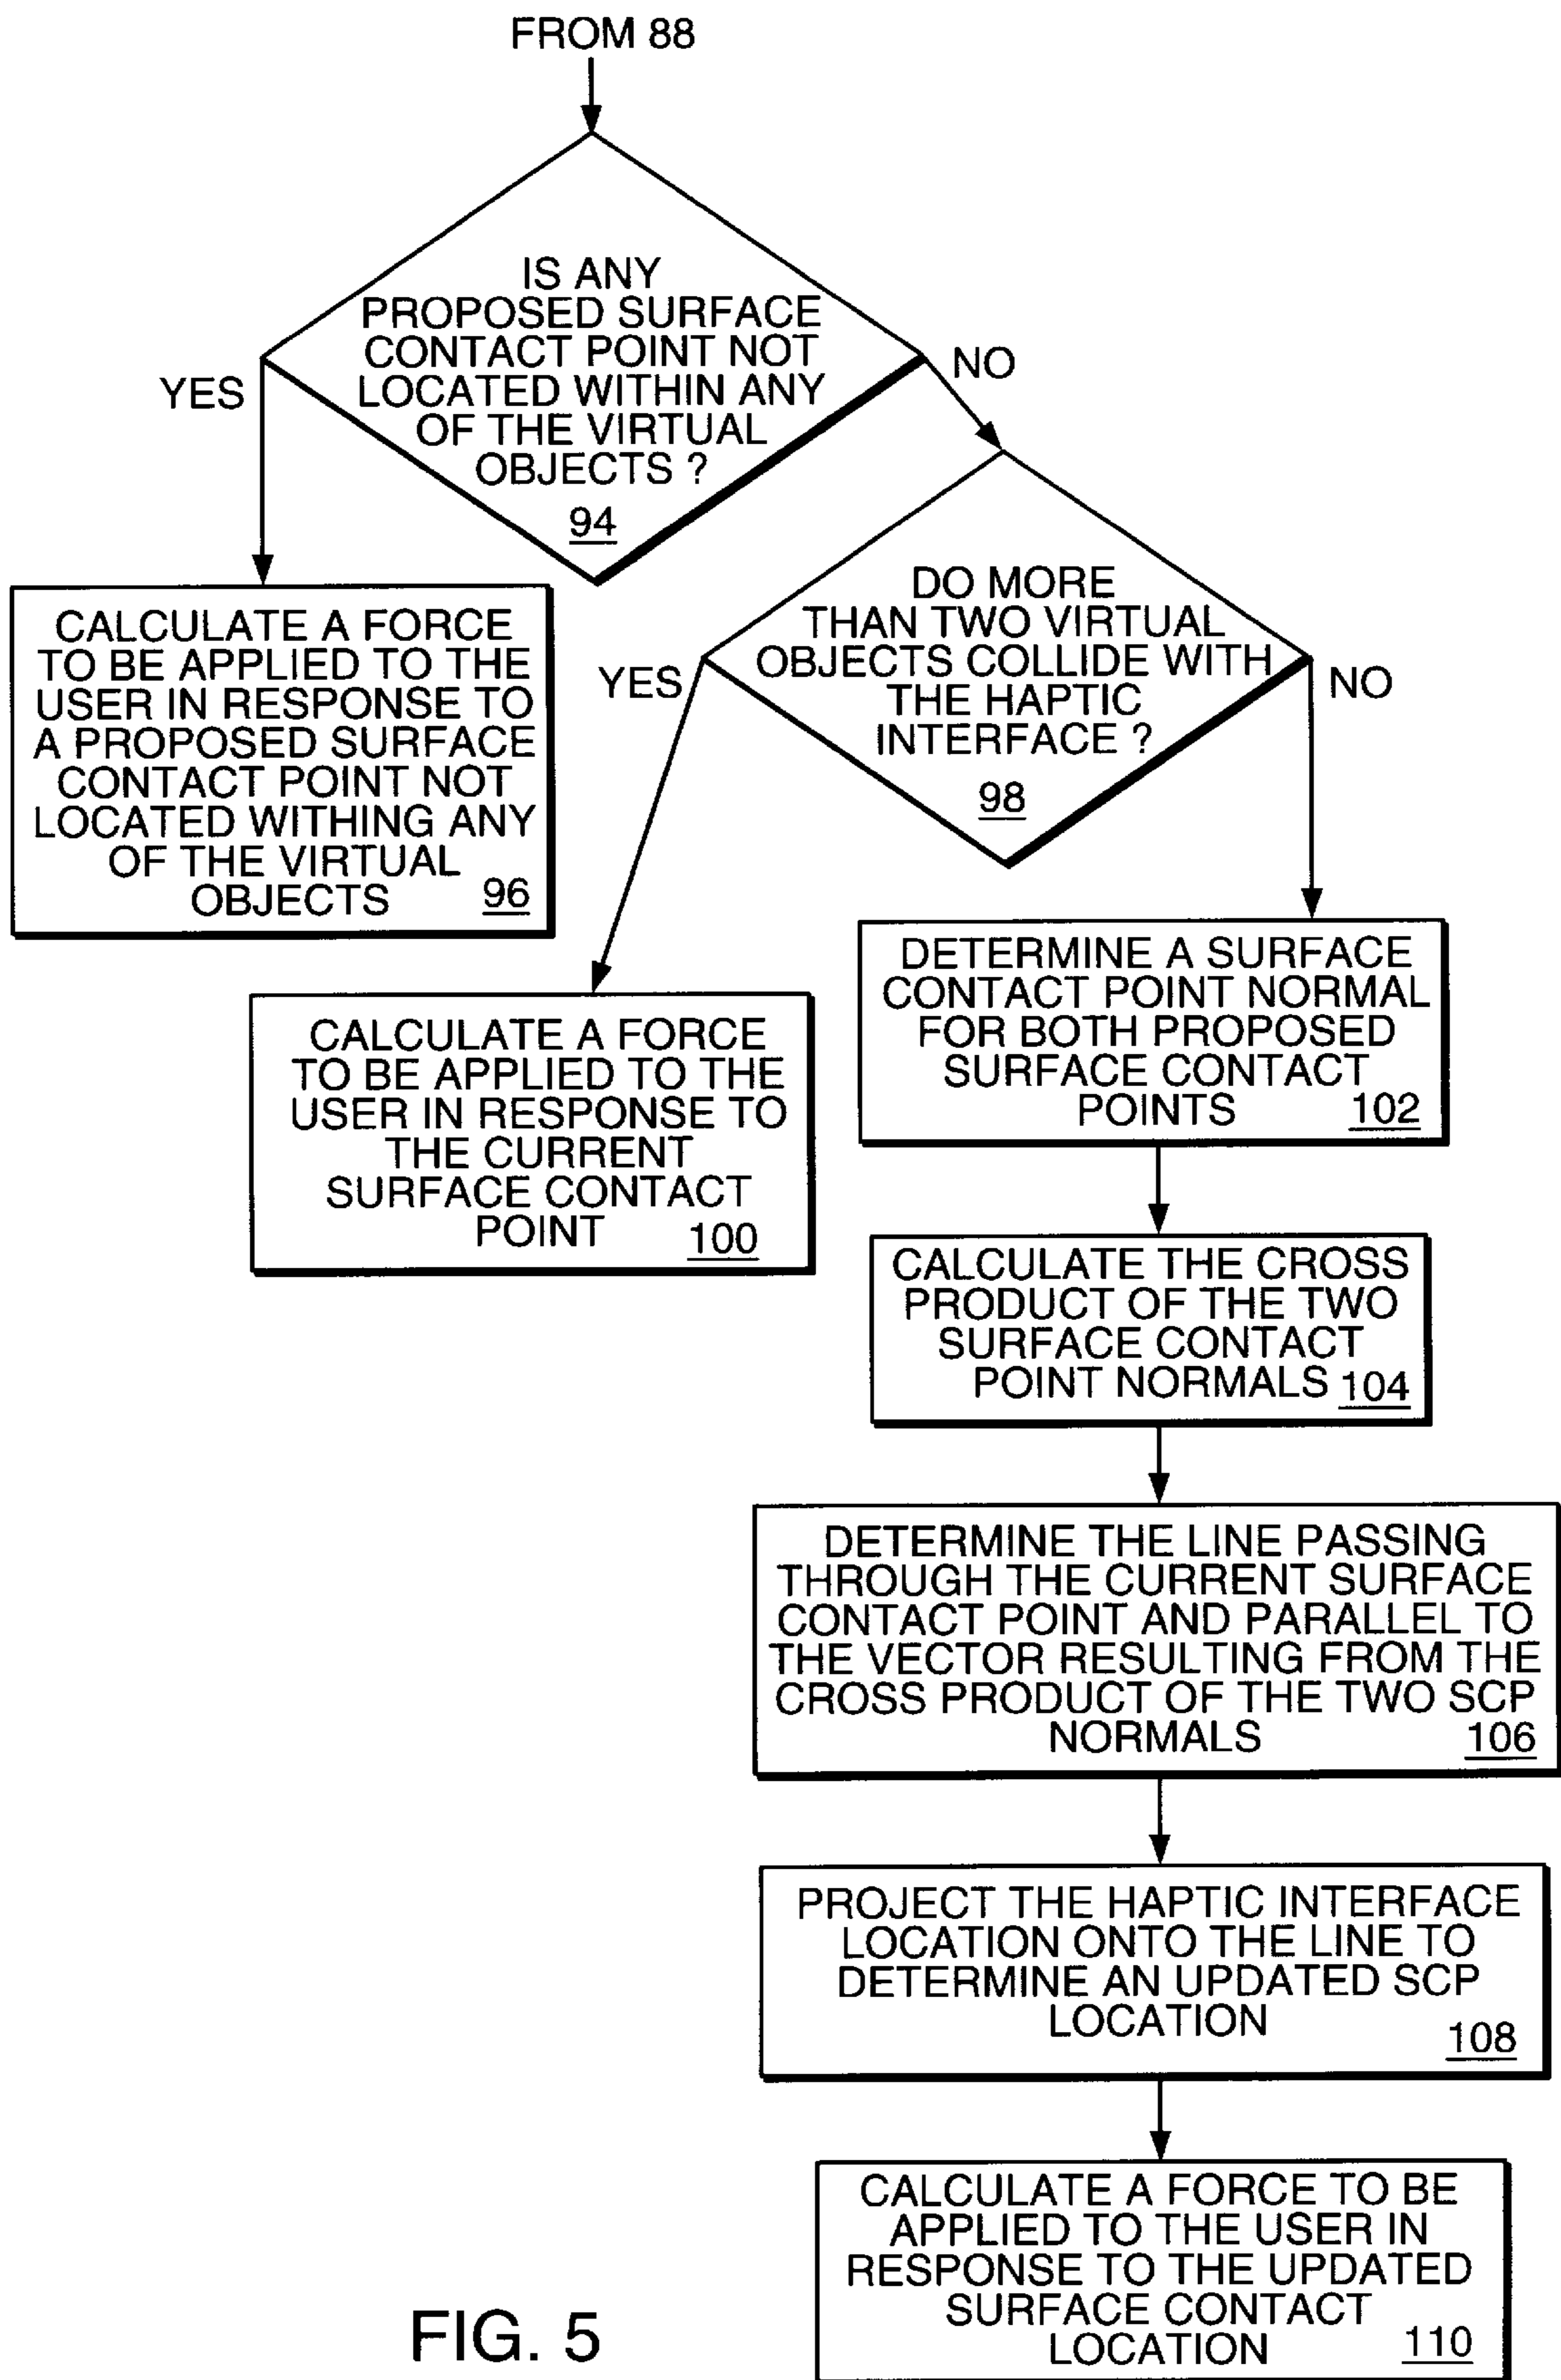 FROM 88
IS ANY
PROPOSED SURFACE
CONTACT POINT NOT
LOCATED WITHIN ANY
OF THE VIRTUAL
OBJECTS ?
94
YES
NO
CALCULATE A FORCE
TO BE APPLIED TO THE
USER IN RESPONSE TO
A PROPOSED SURFACE
CONTACT POINT NOT
LOCATED WITHING ANY
OF THE VIRTUAL
OBJECTS 96
DO MORE
THAN TWO VIRTUAL
OBJECTS COLLIDE WITH
THE HAPTIC
INTERFACE ?
98
YES
NO
CALCULATE A FORCE
TO BE APPLIED TO THE
USER IN RESPONSE TO
THE CURRENT
SURFACE CONTACT
POINT 100
DETERMINE A SURFACE
CONTACT POINT NORMAL
FOR BOTH PROPOSED
SURFACE CONTACT
POINTS 102
CALCULATE THE CROSS
PRODUCT OF THE TWO
SURFACE CONTACT
POINT NORMALS 104
DETERMINE THE LINE PASSING
THROUGH THE CURRENT SURFACE
CONTACT POINT AND PARALLEL TO
THE VECTOR RESULTING FROM THE
CROSS PRODUCT OF THE TWO SCP
NORMALS 106
PROJECT THE HAPTIC INTERFACE
LOCATION ONTO THE LINE TO
DETERMINE AN UPDATED SCP
LOCATION 108
CALCULATE A FORCE TO BE
APPLIED TO THE USER IN
RESPONSE TO THE UPDATED
SURFACE CONTACT
LOCATION 110
FIG. 5